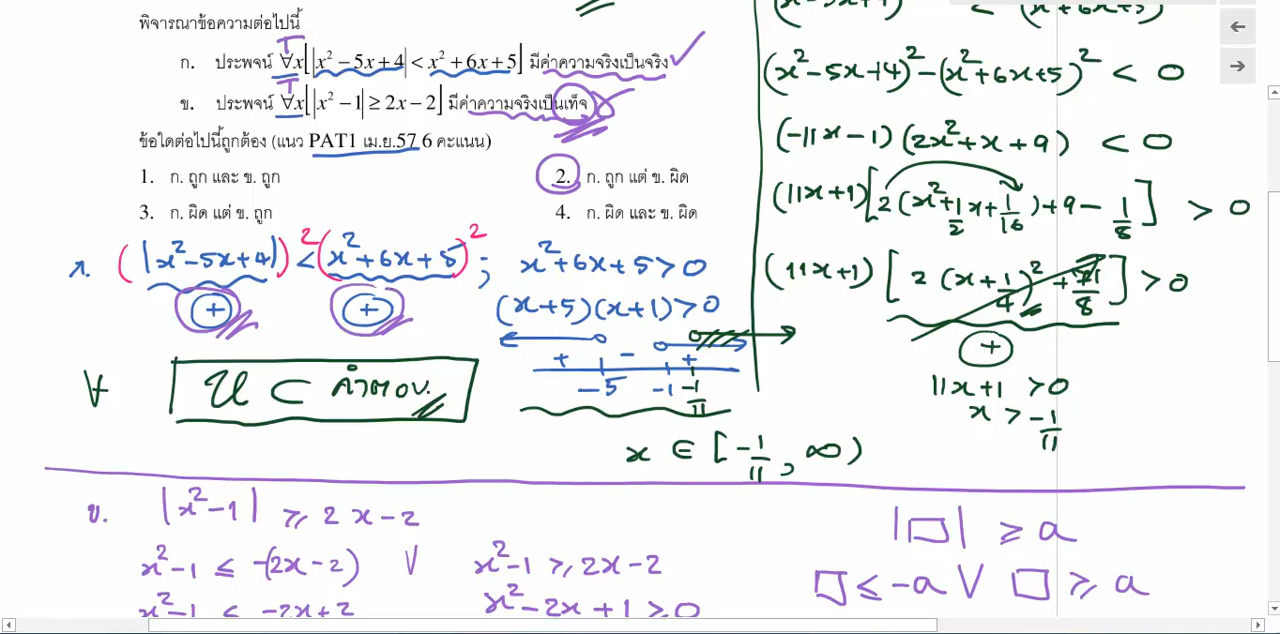 พิจารณาข้อความต่อไปนี้
ก. ประพจน์ ∀x[|x² −5x+4| < x² +6x+5] มีค่าความจริงเป็นจริง ✓
T
ข. ประพจน์ ∀x[|x² −1| ≥ 2x−2] มีค่าความจริงเป็นเท็จ
T
ข้อใดต่อไปนี้ถูกต้อง (แนว PAT1 เม.ย.57 6 คะแนน)
1. ก. ถูก และ ข. ถูก
2. ก. ถูก แต่ ข. ผิด
3. ก. ผิด แต่ ข. ถูก
4. ก. ผิด และ ข. ผิด
ก. (|x²-5x+4|)² < (x²+6x+5)² ; x²+6x+5>0
+ +
(x+5)(x+1)>0
+ - +
-5 -1 -1/11
∀ U ⊂ คำตอบ
x ∈ [-1/11, ∞)
(x²-5x+4)²-(x²+6x+5)² < 0
(-11x-1)(2x²+x+9) < 0
(11x+1)[2(x²+1/2x+1/16)+9-1/8] > 0
(11x+1)[2(x+1/4)²+71/8] > 0
+
11x+1 > 0
x > -1/11
ข. |x²-1| ≥ 2x-2
x²-1 ≤ -(2x-2) ∨ x²-1 ≥ 2x-2
x²-1 ≤ -2x+2 x²-2x+1 ≥ 0
|□| ≥ a
□ ≤ -a ∨ □ ≥ a